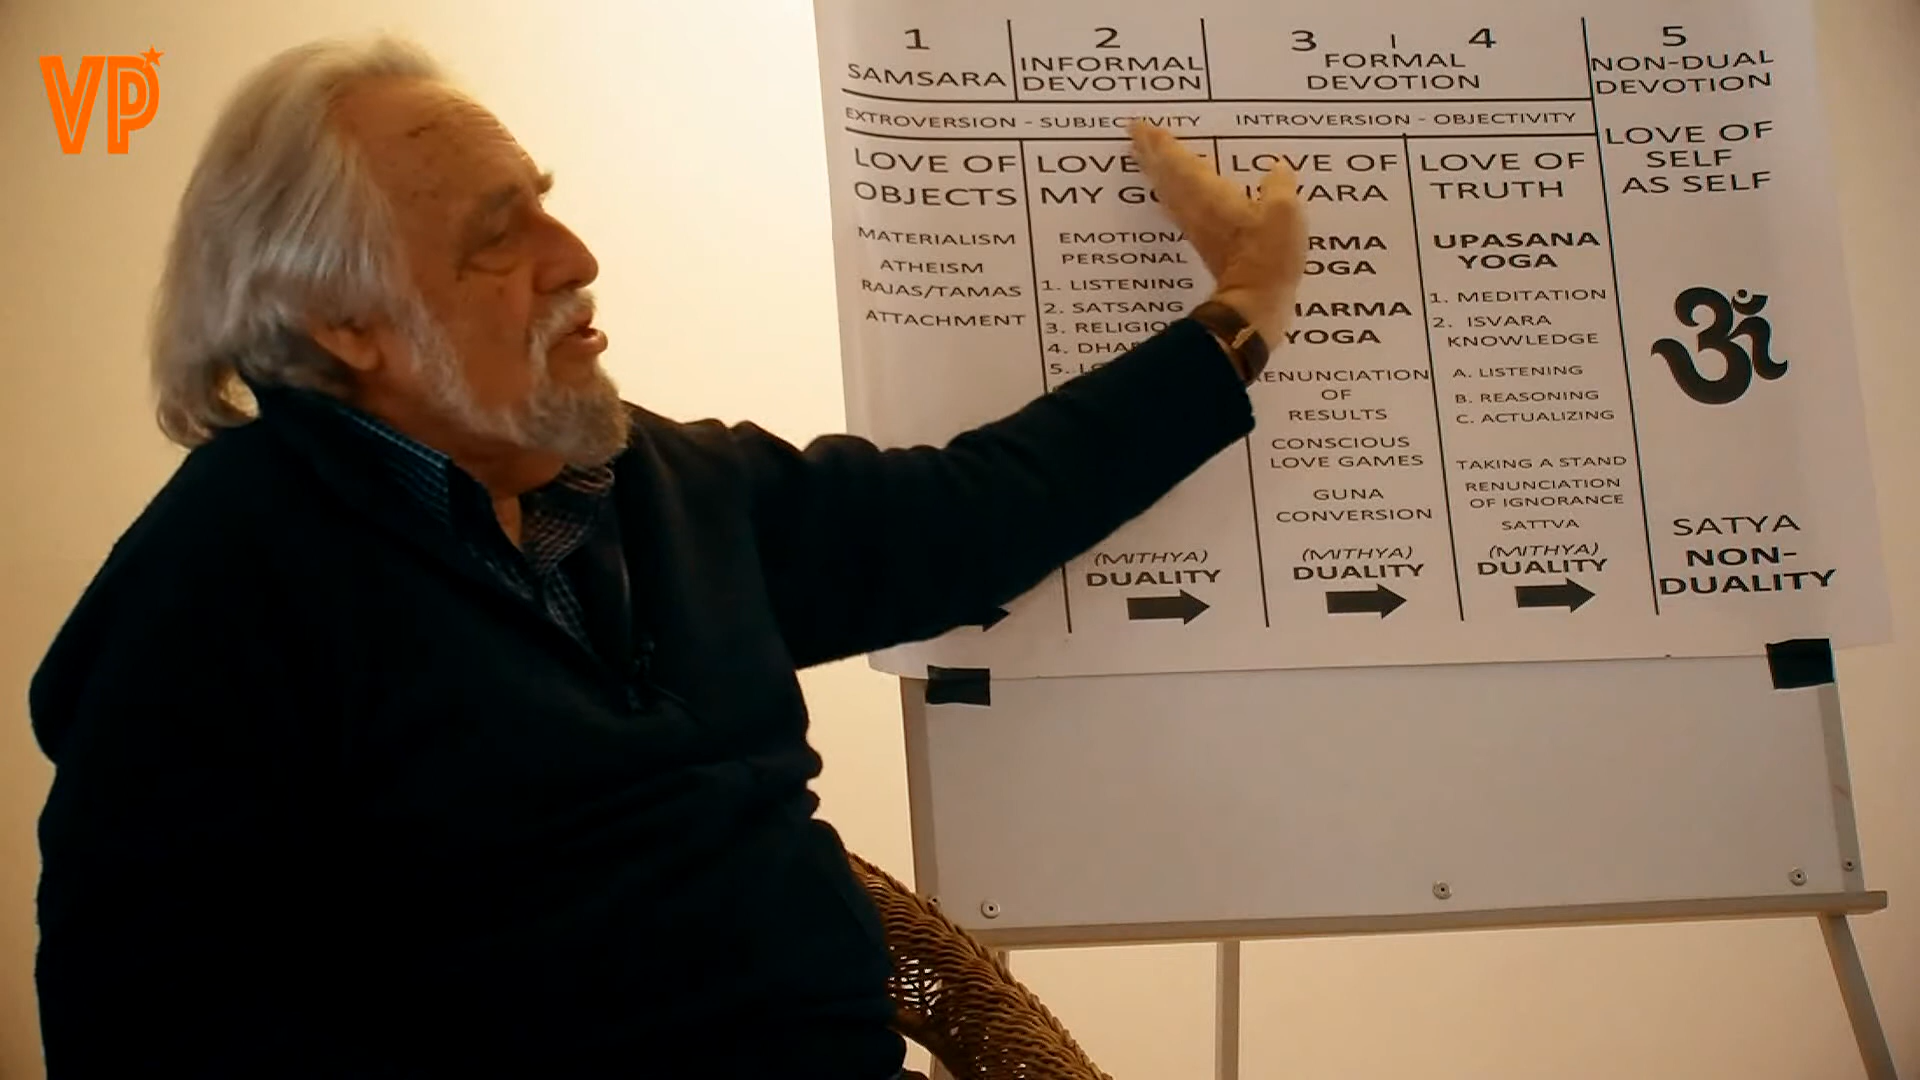 VP
1
SAMSARA
2
INFORMAL
DEVOTION
3 4
FORMAL
DEVOTION
5
NON-DUAL
DEVOTION
EXTROVERSION - SUBJECTIVITY
INTROVERSION - OBJECTIVITY
LOVE OF
OBJECTS
MATERIALISM
ATHEISM
RAJAS/TAMAS
ATTACHMENT
LOVE
MY
EMOTIONA
PERSONAL
1. LISTENING
2. SATSANG
3. RELIGIO
4. DHA
5.
(MITHYA)
DUALITY
LOVE OF
ISVARA
RMA
OGA
HARMA
YOGA
RENUNCIATION
OF
RESULTS
CONSCIOUS
LOVE GAMES
GUNA
CONVERSION
(MITHYA)
DUALITY
LOVE OF
TRUTH
UPASANA
YOGA
1. MEDITATION
2. ISVARA
KNOWLEDGE
A. LISTENING
B. REASONING
C. ACTUALIZING
TAKING A STAND
RENUNCIATION
OF IGNORANCE
SATTVA
(MITHYA)
DUALITY
LOVE OF
SELF
AS SELF
ॐ
SATYA
NON-
DUALITY